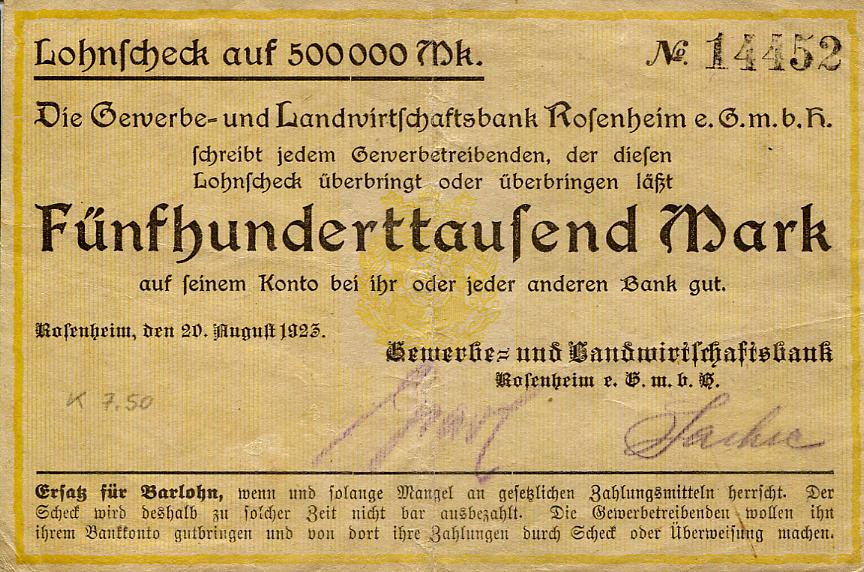 Lohnſcheck auf 500000 Mk.
№. 14452
Die Gewerbe- und Landwirtſchaftsbank Roſenheim e. G. m. b. H.
ſchreibt jedem Gewerbetreibenden, der dieſen
Lohnſcheck überbringt oder überbringen läßt
Fünfhunderttauſend Mark
auf ſeinem Konto bei ihr oder jeder anderen Bank gut.
Roſenheim, den 20. Auguſt 1923.
Gewerbe- und Landwirtſchaftsbank
Roſenheim e. G. m. b. H.
K 7.50
Erſatz für Barlohn, wenn und ſolange Mangel an geſetzlichen Zahlungsmitteln herrſcht. Der
Scheck wird deshalb zu ſolcher Zeit nicht bar ausbezahlt. Die Gewerbetreibenden wollen ihn
ihrem Bankkonto gutbringen und von dort ihre Zahlungen durch Scheck oder Überweiſung machen.